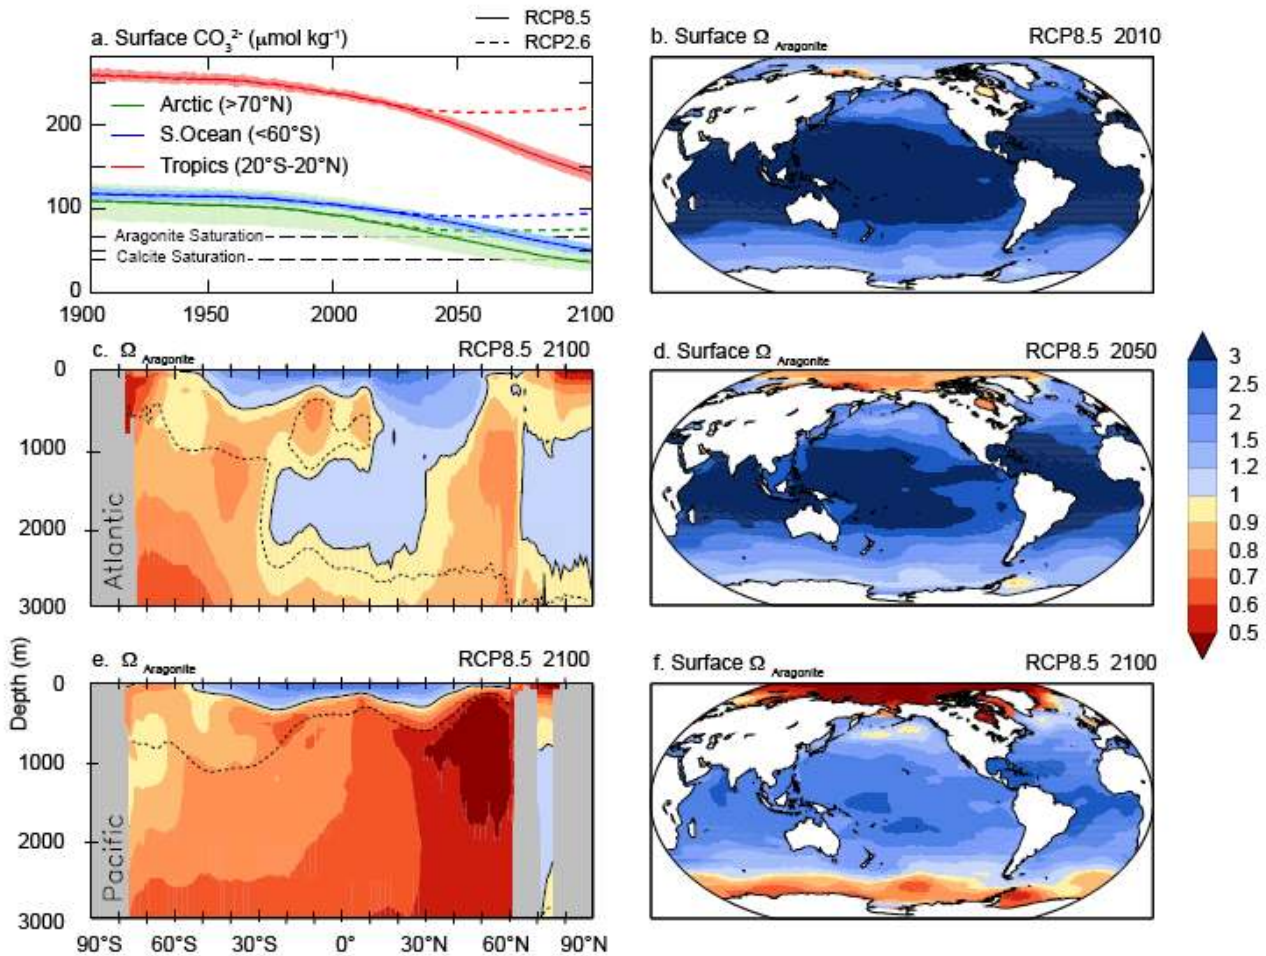 RCP8.5
RCP2.6
a. Surface CO₃²⁻ (µmol kg⁻¹)
Arctic (>70°N)
S.Ocean (<60°S)
Tropics (20°S-20°N)
Aragonite Saturation
Calcite Saturation
200
100
0
1900 1950 2000 2050 2100
b. Surface Ω Aragonite RCP8.5 2010
c. Ω Aragonite RCP8.5 2100
0
1000
2000
3000
Atlantic
d. Surface Ω Aragonite RCP8.5 2050
3
2.5
2
1.5
1.2
1
0.9
0.8
0.7
0.6
0.5
e. Ω Aragonite RCP8.5 2100
Depth (m)
0
1000
2000
3000
Pacific
90°S 60°S 30°S 0° 30°N 60°N 90°N
f. Surface Ω Aragonite RCP8.5 2100